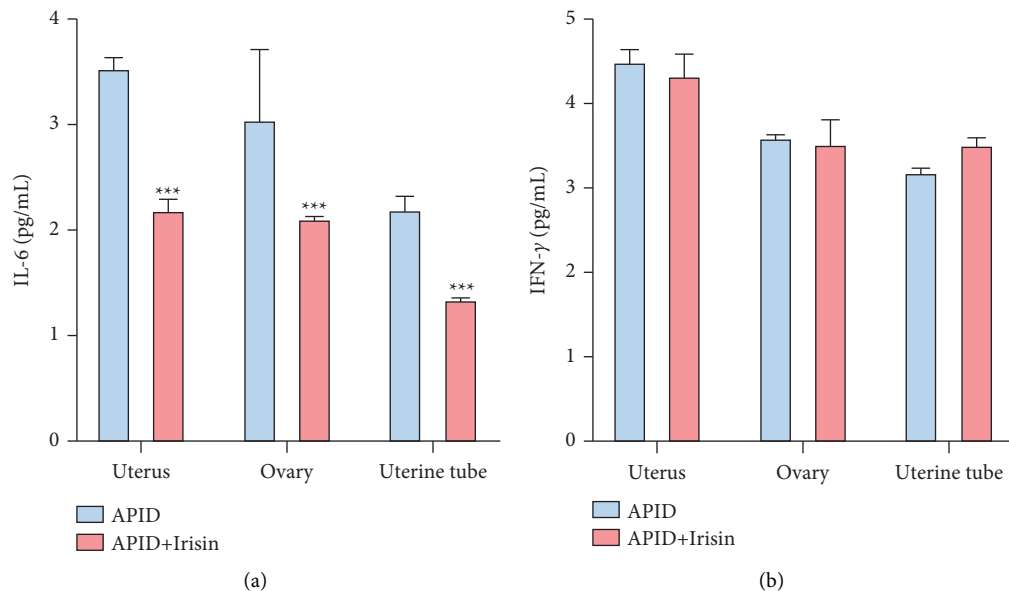 IL-6 (pg/mL)
4
3
2
1
0
***
***
***
Uterus Ovary Uterine tube
APID
APID+Irisin
(a)
IFN-γ (pg/mL)
5
4
3
2
1
0
Uterus Ovary Uterine tube
APID
APID+Irisin
(b)